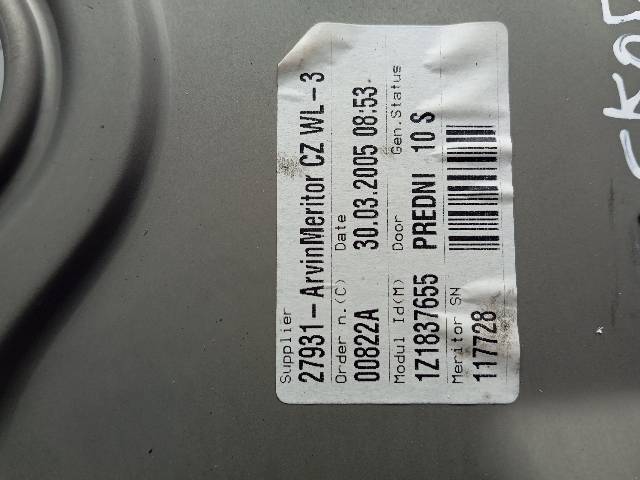 Supplier
27931-ArvinMeritor CZ WL-3
Order n.(C) Date
00822A 30.03.2005 08:53
Modul Id(M) Door Gen.Status
1Z1837655 PREDNI 10 S
Meritor SN
117728